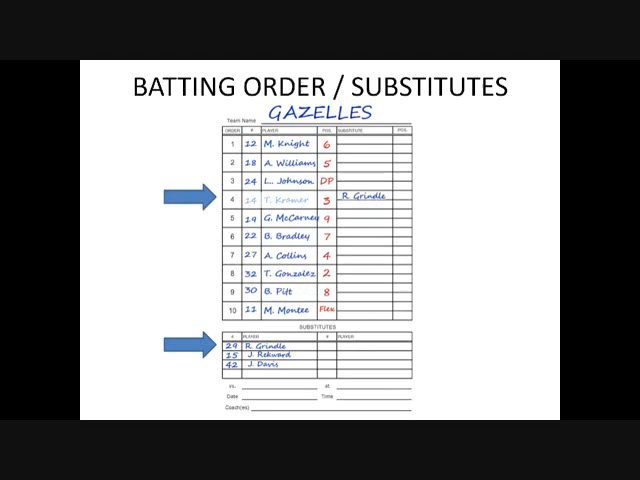 BATTING ORDER / SUBSTITUTES
Team Name GAZELLES
ORDER # PLAYER POS. SUBSTITUTE POS.
1 12 M. Knight 6
2 18 A. Williams 5
3 24 L. Johnson DP
4 14 T. Kramer 3 R. Grindle
5 19 G. McCarney 9
6 22 B. Bradley 7
7 27 A. Collins 4
8 32 T. Gonzalez 2
9 30 B. Pitt 8
10 11 M. Montee Flex
SUBSTITUTES
# PLAYER # PLAYER
29 R. Grindle
15 J. Rekward
42 J. Davis
vs. at
Date Time
Coach(es)